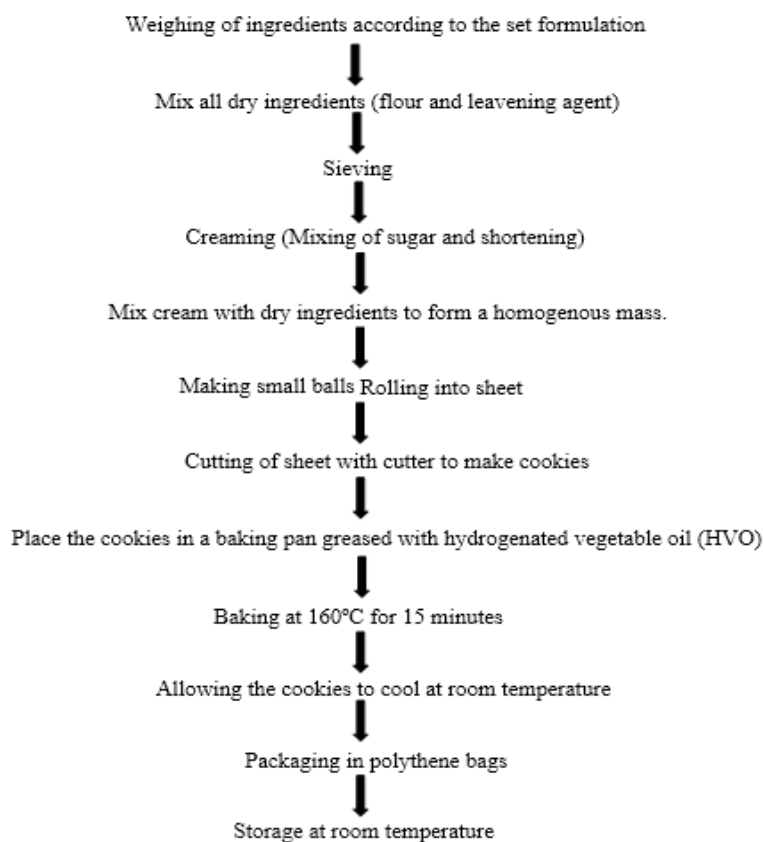 Weighing of ingredients according to the set formulation
Mix all dry ingredients (flour and leavening agent)
Sieving
Creaming (Mixing of sugar and shortening)
Mix cream with dry ingredients to form a homogenous mass.
Making small balls Rolling into sheet
Cutting of sheet with cutter to make cookies
Place the cookies in a baking pan greased with hydrogenated vegetable oil (HVO)
Baking at 160°C for 15 minutes
Allowing the cookies to cool at room temperature
Packaging in polythene bags
Storage at room temperature